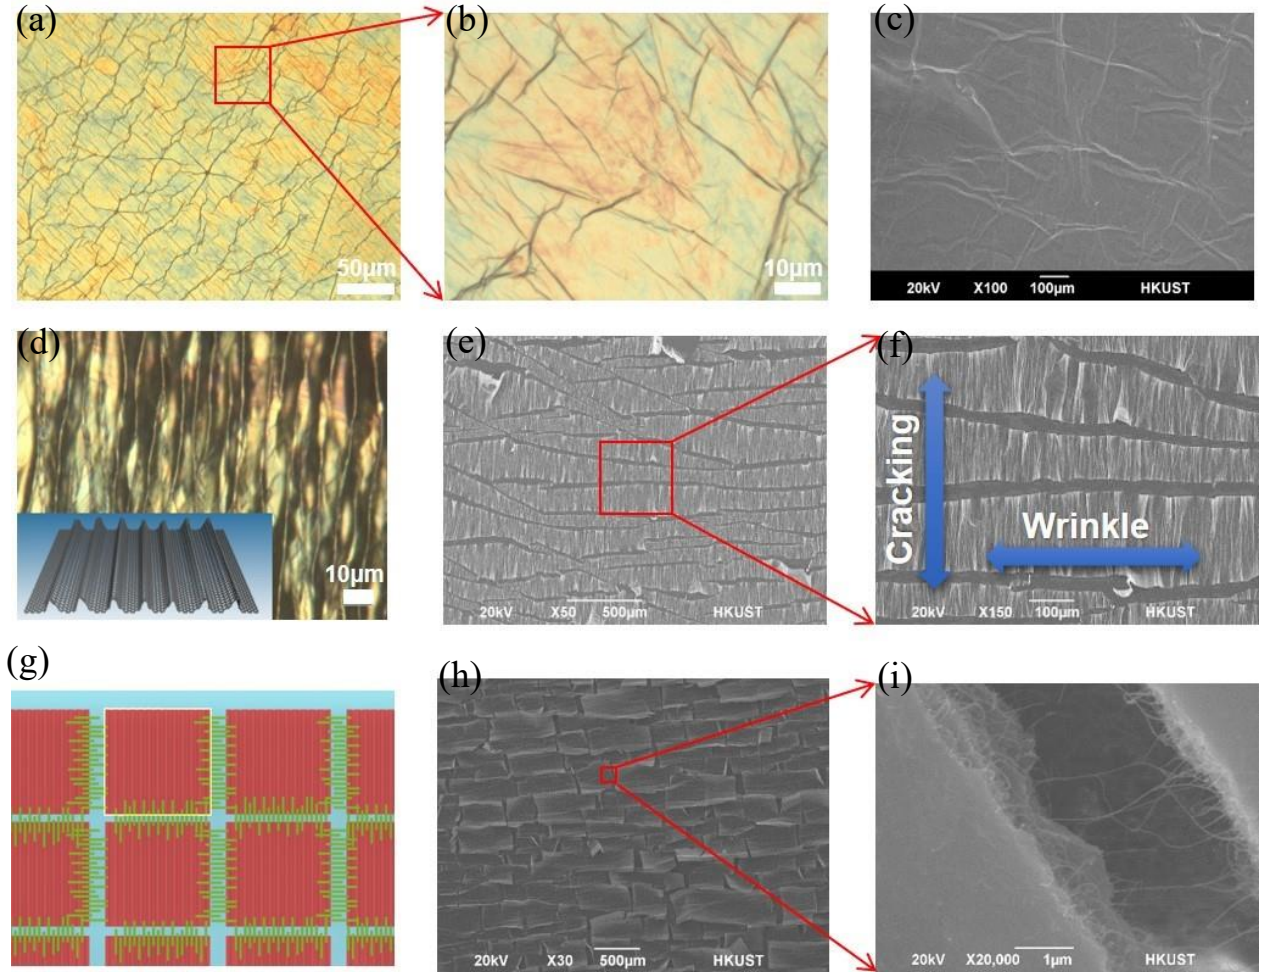 (a)
50μm
(b)
10μm
(c)
20kV X100 100μm HKUST
(d)
10μm
(e)
20kV X50 500μm HKUST
(f)
Cracking
Wrinkle
20kV X150 100μm HKUST
(g)
(h)
20kV X30 500μm HKUST
(i)
20kV X20,000 1μm HKUST